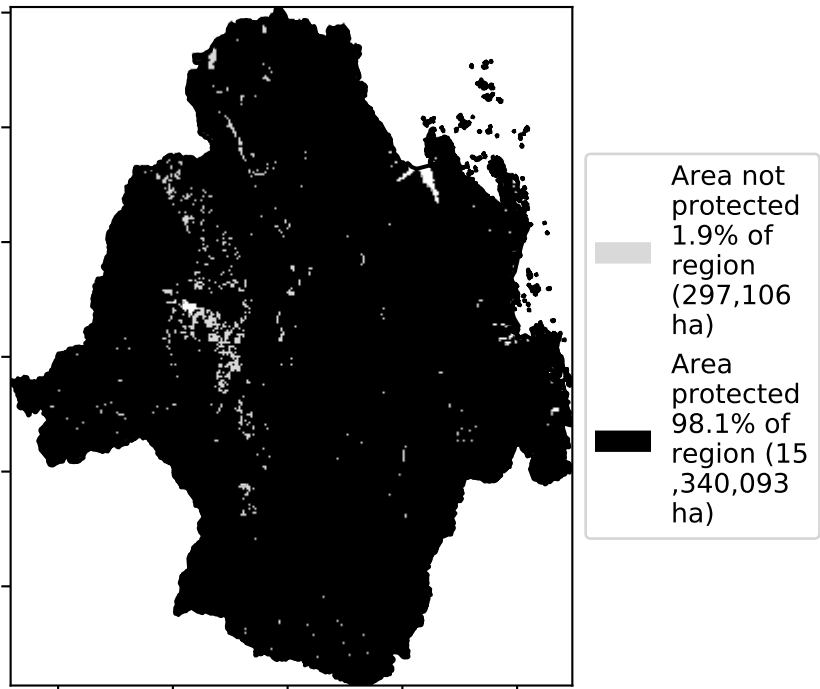 Area not
protected
1.9% of
region
(297,106
ha)
Area
protected
98.1% of
region (15
,340,093
ha)